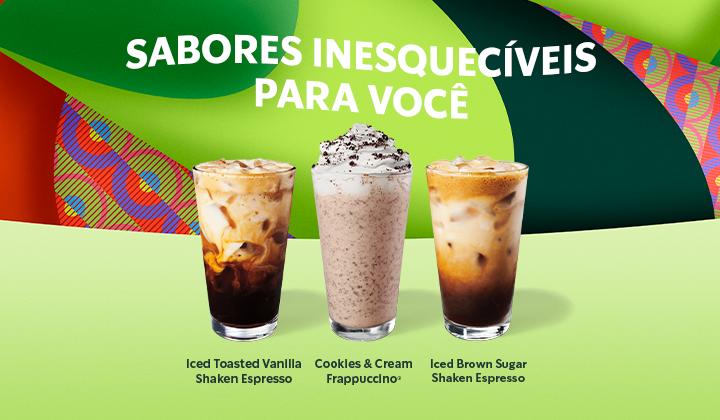 SABORES INESQUECÍVEIS
PARA VOCÊ
Iced Toasted Vanilla
Shaken Espresso
Cookies & Cream
Frappuccino
Iced Brown Sugar
Shaken Espresso